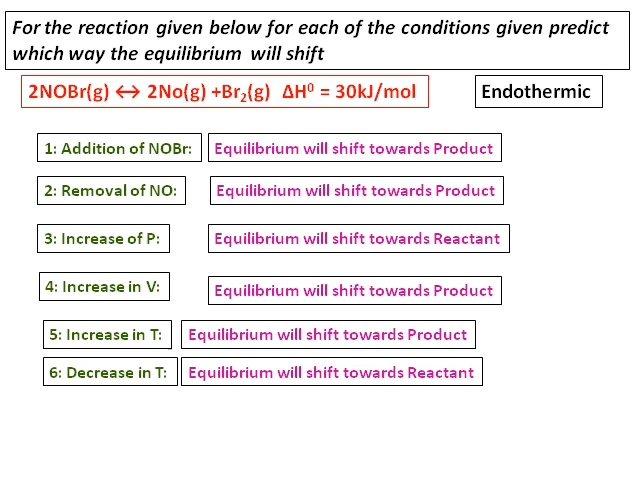 For the reaction given below for each of the conditions given predict
which way the equilibrium will shift
2NOBr(g) ↔ 2No(g) +Br₂(g) ΔH⁰ = 30kJ/mol
Endothermic
1: Addition of NOBr: Equilibrium will shift towards Product
2: Removal of NO: Equilibrium will shift towards Product
3: Increase of P: Equilibrium will shift towards Reactant
4: Increase in V: Equilibrium will shift towards Product
5: Increase in T: Equilibrium will shift towards Product
6: Decrease in T: Equilibrium will shift towards Reactant